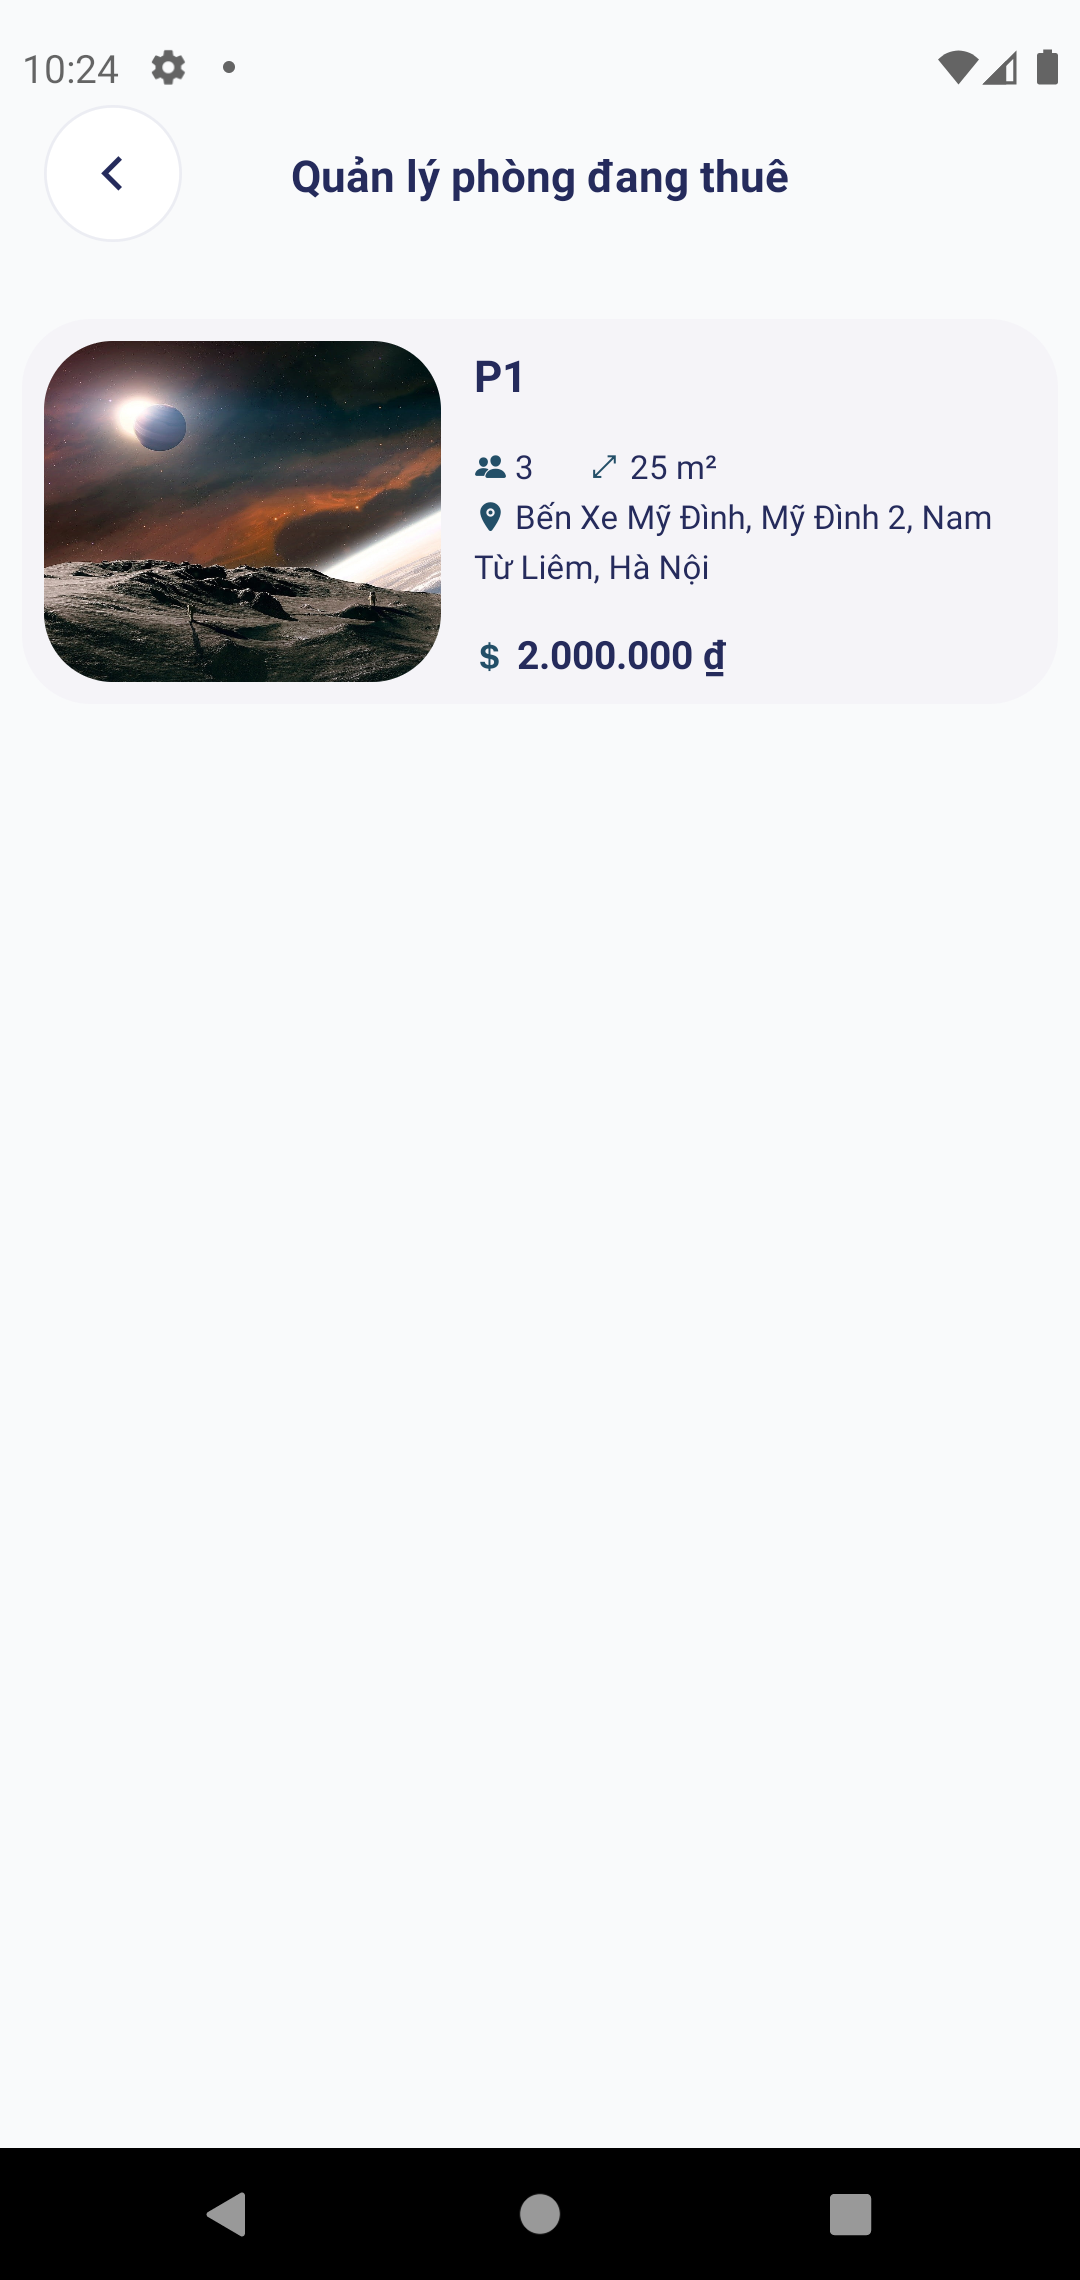 10:24
Quản lý phòng đang thuê
P1
3 25 m²
Bến Xe Mỹ Đình, Mỹ Đình 2, Nam
Từ Liêm, Hà Nội
$ 2.000.000 ₫